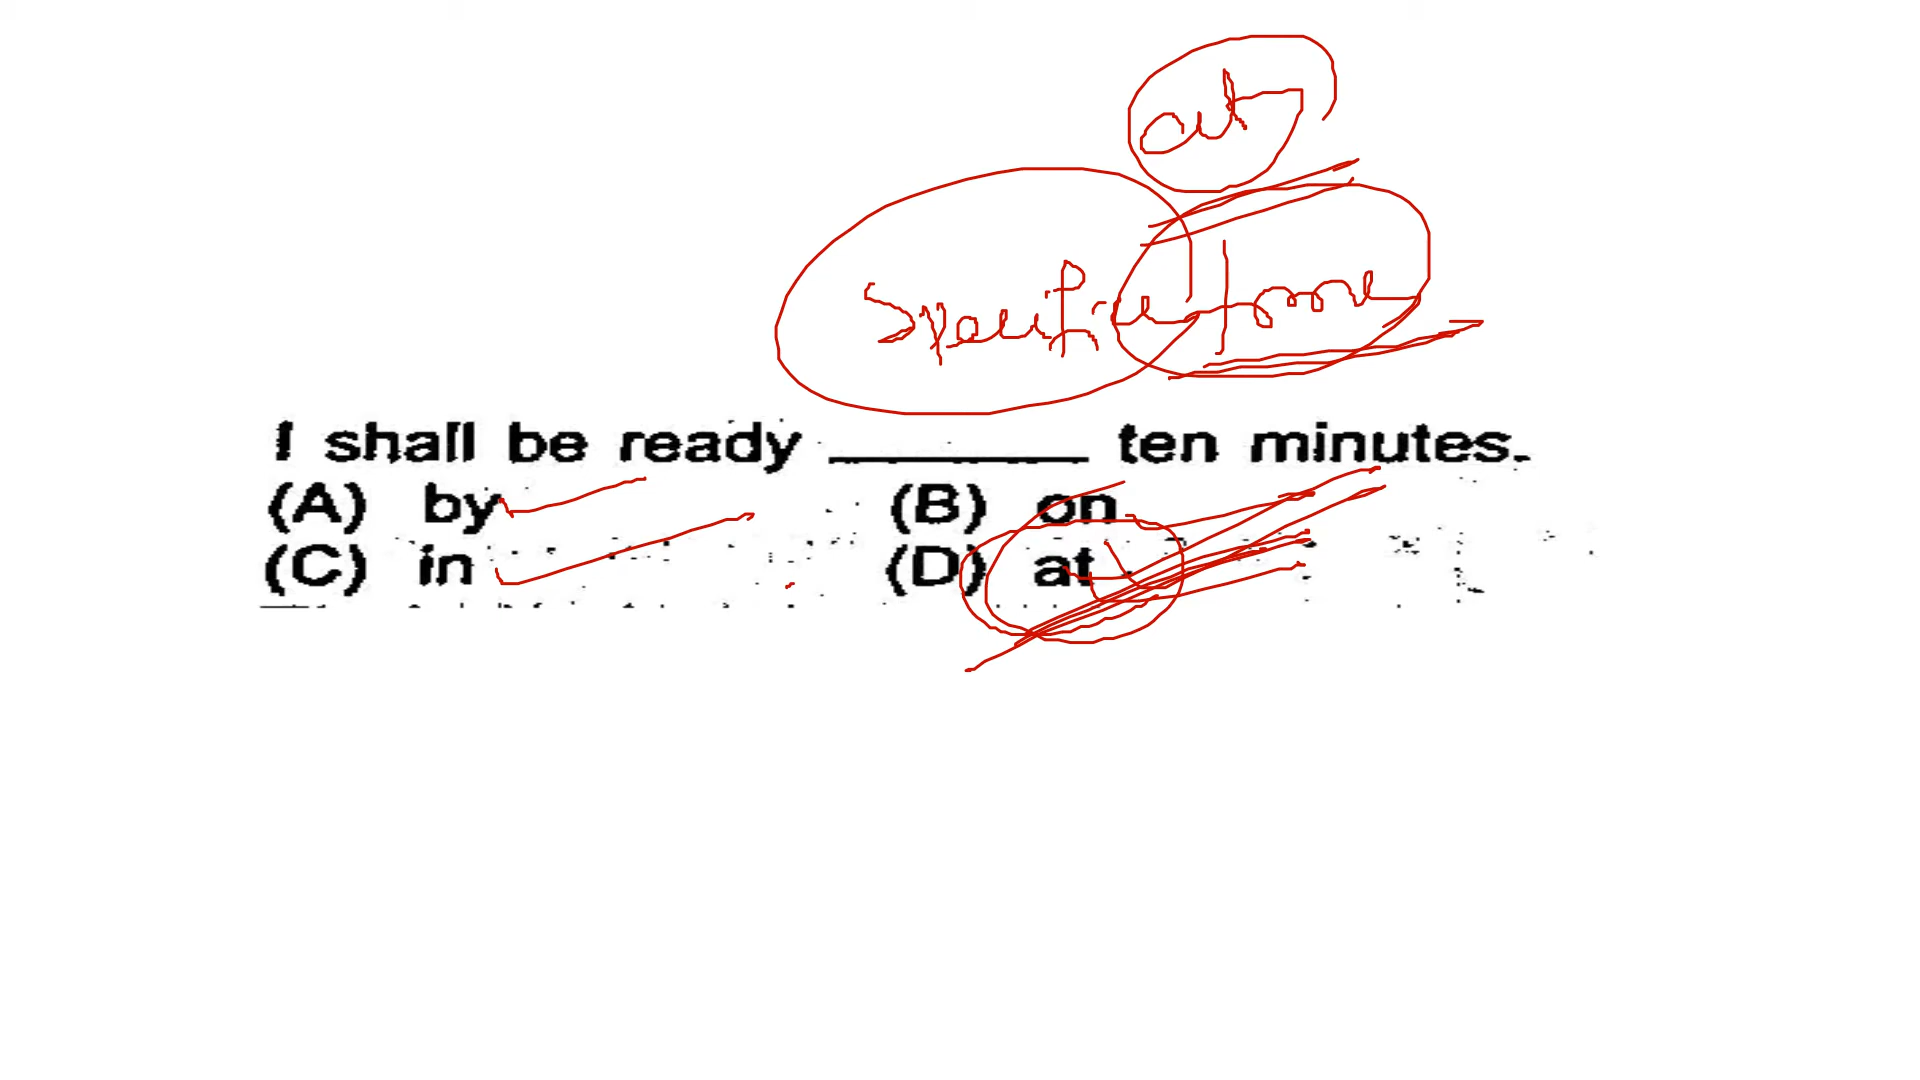 at
Specific time
I shall be ready ________ ten minutes.
(A) by (B) on
(C) in (D) at